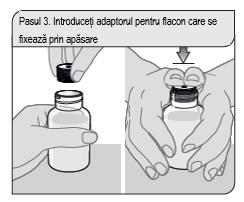 Pasul 3. Introduceți adaptorul pentru flacon care se
fixează prin apăsare